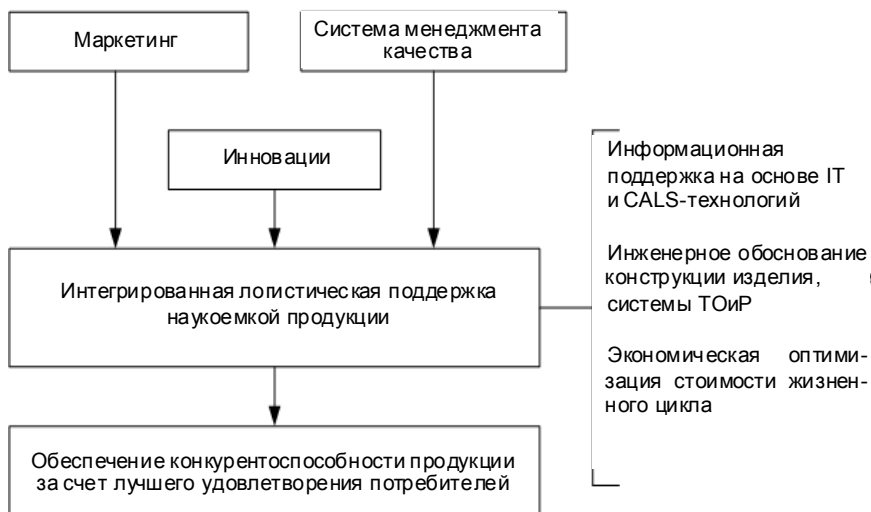 Маркетинг
Система менеджмента
качества
Инновации
Интегрированная логистическая поддержка
наукоемкой продукции
Обеспечение конкурентоспособности продукции
за счет лучшего удовлетворения потребителей
Информационная
поддержка на основе IT
и CALS-технологий
Инженерное обоснование
конструкции изделия,
системы ТОиР
Экономическая оптими-
зация стоимости жизнен-
ного цикла